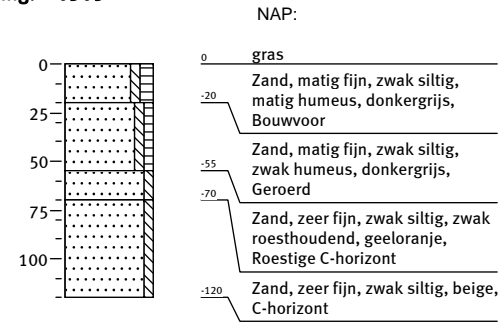 NAP:
0
25
50
75
100
0 gras
Zand, matig fijn, zwak siltig,
-20 matig humeus, donkergrijs,
Bouwvoor
Zand, matig fijn, zwak siltig,
-55 zwak humeus, donkergrijs,
Geroerd
-70
Zand, zeer fijn, zwak siltig, zwak
roesthoudend, geeloranje,
Roestige C-horizont
-120 Zand, zeer fijn, zwak siltig, beige,
C-horizont